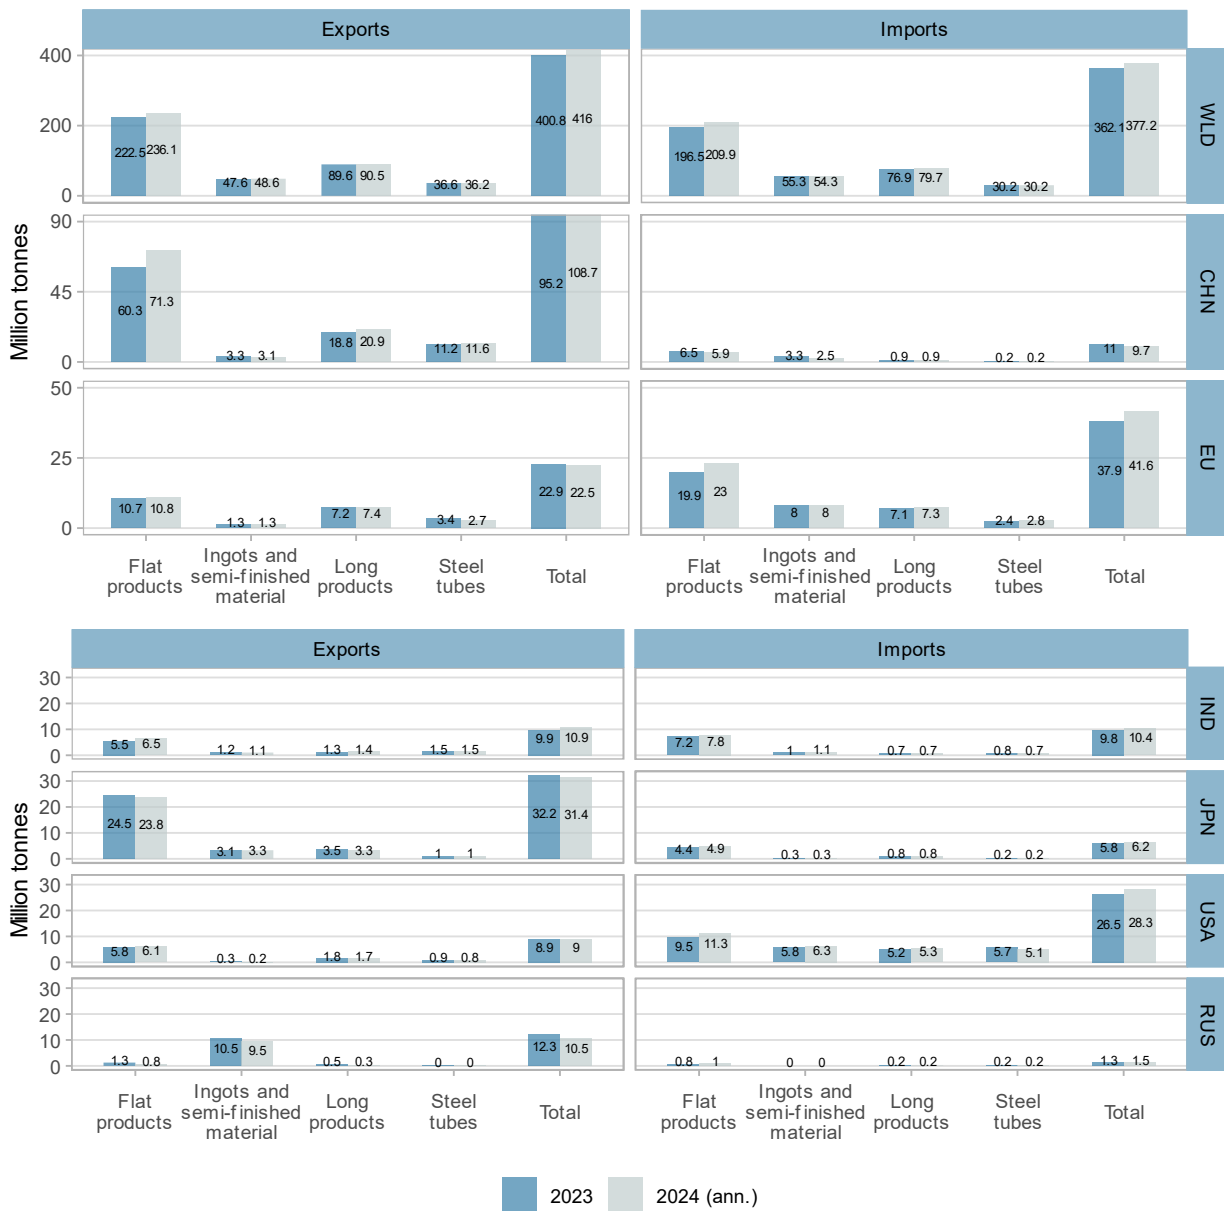 Exports
Imports
Million tonnes
400
200
0
222.5 236.1 47.6 48.6 89.6 90.5 36.6 36.2 400.8 416
196.5 209.9 55.3 54.3 76.9 79.7 30.2 30.2 362.1 377.2
WLD
90
45
0
60.3 71.3 3.3 3.1 18.8 20.9 11.2 11.6 95.2 108.7
6.5 5.9 3.3 2.5 0.9 0.9 0.2 0.2 11 9.7
CHN
50
25
0
10.7 10.8 1.3 1.3 7.2 7.4 3.4 2.7 22.9 22.5
19.9 23 8 8 7.1 7.3 2.4 2.8 37.9 41.6
EU
Flat
products
Ingots and
semi-finished
material
Long
products
Steel
tubes
Total
Flat
products
Ingots and
semi-finished
material
Long
products
Steel
tubes
Total
Exports
Imports
Million tonnes
30
20
10
0
5.5 6.5 1.2 1.1 1.3 1.4 1.5 1.5 9.9 10.9
7.2 7.8 1 1.1 0.7 0.7 0.8 0.7 9.8 10.4
IND
30
20
10
0
24.5 23.8 3.1 3.3 3.5 3.3 1 1 32.2 31.4
4.4 4.9 0.3 0.3 0.8 0.8 0.2 0.2 5.8 6.2
JPN
30
20
10
0
5.8 6.1 0.3 0.2 1.8 1.7 0.9 0.8 8.9 9
9.5 11.3 5.8 6.3 5.2 5.3 5.7 5.1 26.5 28.3
USA
30
20
10
0
1.3 0.8 10.5 9.5 0.5 0.3 0 0 12.3 10.5
0.8 1 0 0 0.2 0.2 0.2 0.2 1.3 1.5
RUS
Flat
products
Ingots and
semi-finished
material
Long
products
Steel
tubes
Total
Flat
products
Ingots and
semi-finished
material
Long
products
Steel
tubes
Total
2023
2024 (ann.)